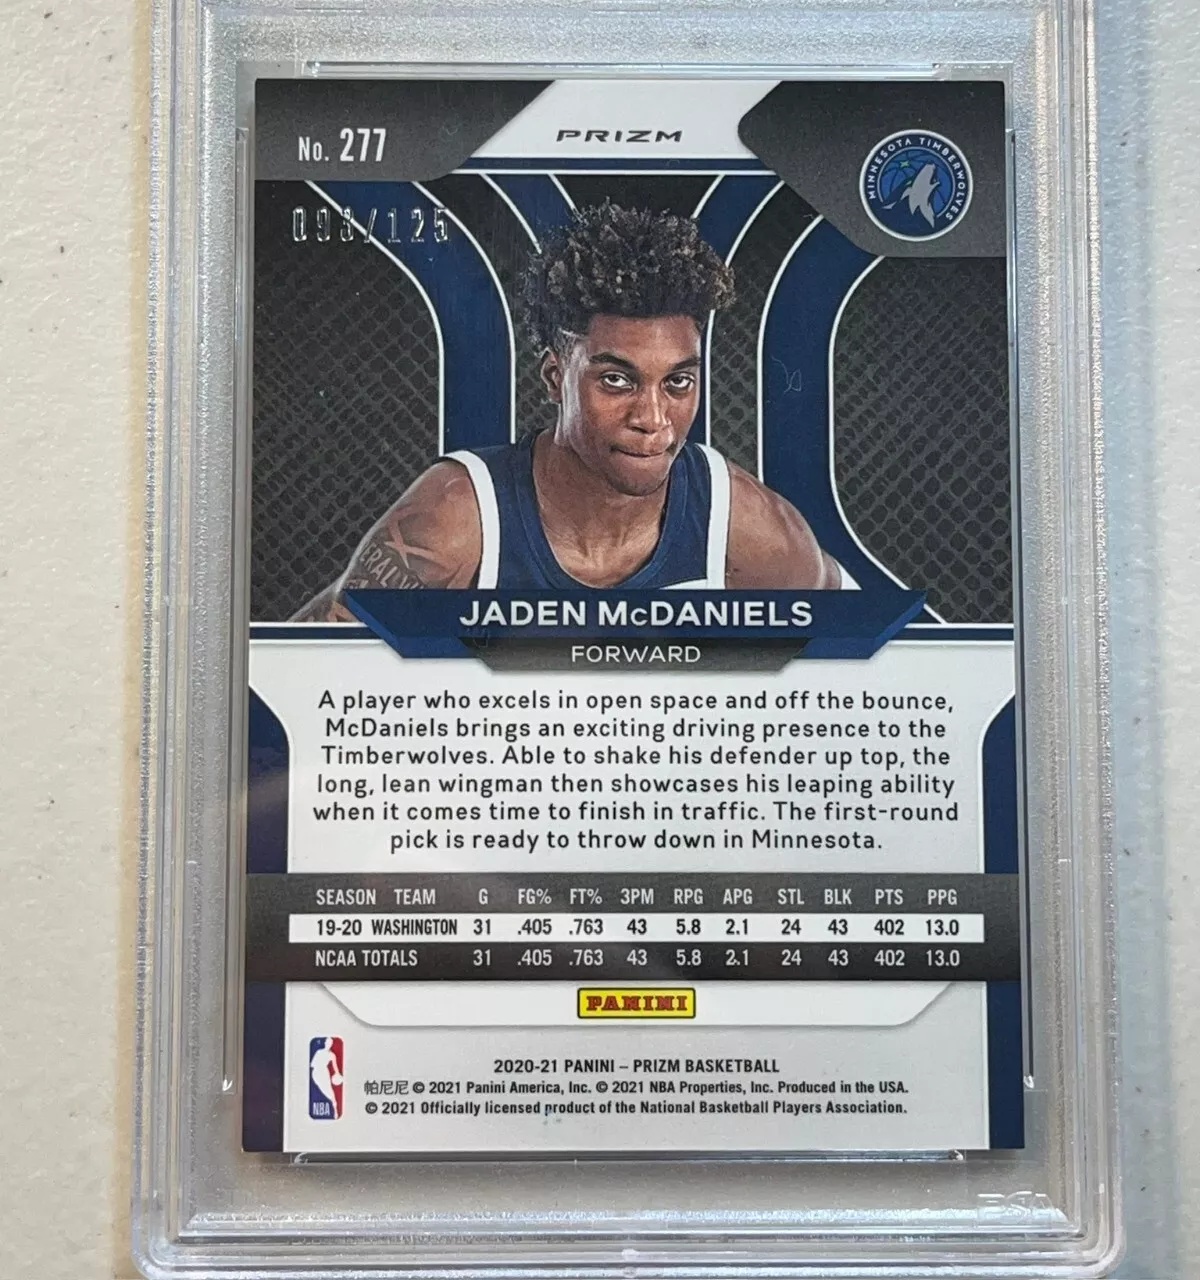 No. 277
PRIZM
MINNESOTA TIMBERWOLVES
093/125
JADEN McDANIELS
FORWARD
A player who excels in open space and off the bounce,
McDaniels brings an exciting driving presence to the
Timberwolves. Able to shake his defender up top, the
long, lean wingman then showcases his leaping ability
when it comes time to finish in traffic. The first-round
pick is ready to throw down in Minnesota.
SEASON TEAM G FG% FT% 3PM RPG APG STL BLK PTS PPG
19-20 WASHINGTON 31 .405 .763 43 5.8 2.1 24 43 402 13.0
NCAA TOTALS 31 .405 .763 43 5.8 2.1 24 43 402 13.0
PANINI
2020-21 PANINI – PRIZM BASKETBALL
帕尼尼 © 2021 Panini America, Inc. © 2021 NBA Properties, Inc. Produced in the USA.
© 2021 Officially licensed product of the National Basketball Players Association.
NBA
PSA